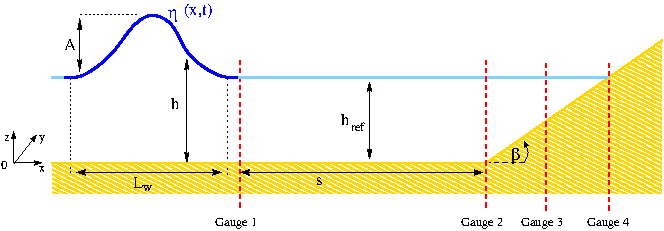 η (x,t)
A
h
h ref
z
y
0
x
β
L w
s
Gauge 1
Gauge 2
Gauge 3
Gauge 4